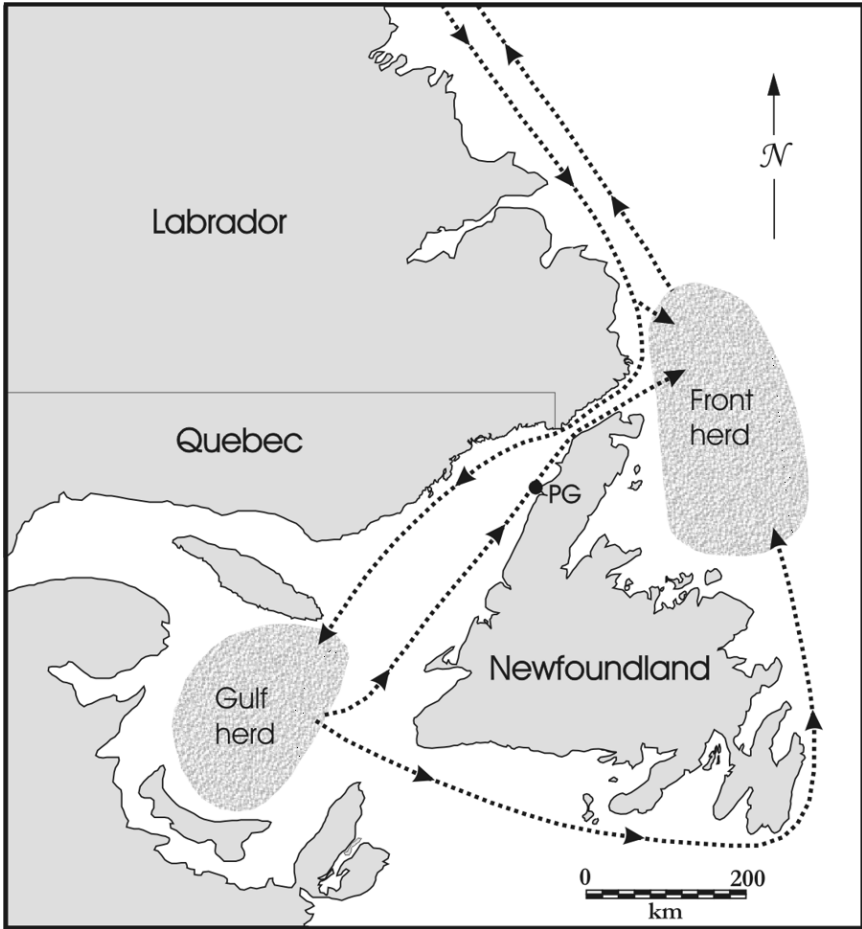 N
Labrador
Front
herd
Quebec
PG
Newfoundland
Gulf
herd
0 200
km